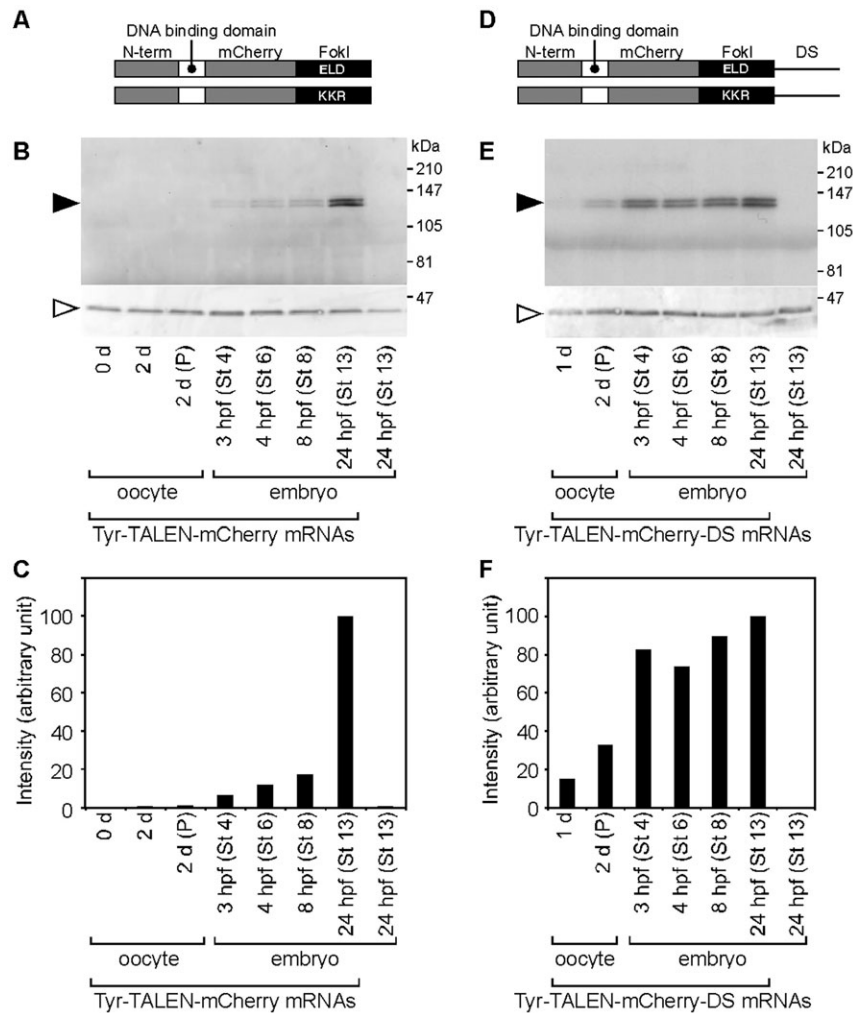 A
DNA binding domain
N-term mCherry FokI
ELD
KKR
B
kDa
210
147
105
81
47
0 d
2 d
2 d (P)
3 hpf (St 4)
4 hpf (St 6)
8 hpf (St 8)
24 hpf (St 13)
24 hpf (St 13)
oocyte embryo
Tyr-TALEN-mCherry mRNAs
C
Intensity (arbitrary unit)
100
80
60
40
20
0
0 d
2 d
2 d (P)
3 hpf (St 4)
4 hpf (St 6)
8 hpf (St 8)
24 hpf (St 13)
24 hpf (St 13)
oocyte embryo
Tyr-TALEN-mCherry mRNAs
D
DNA binding domain
N-term mCherry FokI DS
ELD
KKR
E
kDa
210
147
105
81
47
1 d
2 d (P)
3 hpf (St 4)
4 hpf (St 6)
8 hpf (St 8)
24 hpf (St 13)
24 hpf (St 13)
oocyte embryo
Tyr-TALEN-mCherry-DS mRNAs
F
Intensity (arbitrary unit)
100
80
60
40
20
0
1 d
2 d (P)
3 hpf (St 4)
4 hpf (St 6)
8 hpf (St 8)
24 hpf (St 13)
24 hpf (St 13)
oocyte embryo
Tyr-TALEN-mCherry-DS mRNAs